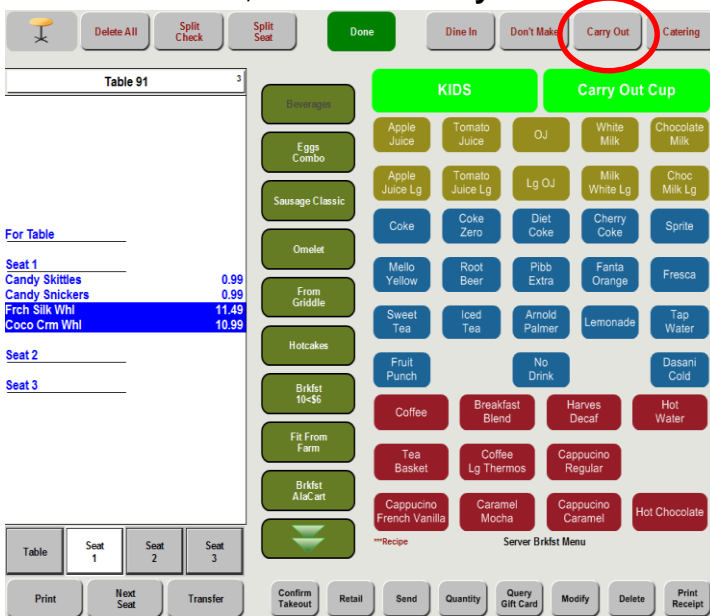 Delete All
Split
Check
Split
Seat
Done
Dine In
Don't Make
Carry Out
Catering
Table 91
3
For Table
Seat 1
Candy Skittles 0.99
Candy Snickers 0.99
Frch Silk Whl 11.49
Coco Crm Whl 10.99
Seat 2
Seat 3
Table
Seat
1
Seat
2
Seat
3
Print
Next
Seat
Transfer
Beverages
Eggs
Combo
Sausage Classic
Omelet
From
Griddle
Hotcakes
Brkfst
10<$6
Fit From
Farm
Brkfst
AlaCart
KIDS
Carry Out Cup
Apple
Juice
Tomato
Juice
OJ
White
Milk
Chocolate
Milk
Apple
Juice Lg
Tomato
Juice Lg
Lg OJ
Milk
White Lg
Choc
Milk Lg
Coke
Coke
Zero
Diet
Coke
Cherry
Coke
Sprite
Mello
Yellow
Root
Beer
Pibb
Extra
Fanta
Orange
Fresca
Sweet
Tea
Iced
Tea
Arnold
Palmer
Lemonade
Tap
Water
Fruit
Punch
No
Drink
Dasani
Cold
Coffee
Breakfast
Blend
Harves
Decaf
Hot
Water
Tea
Basket
Coffee
Lg Thermos
Cappucino
Regular
Cappucino
French Vanilla
Caramel
Mocha
Cappucino
Caramel
Hot Chocolate
***Recipe
Server Brkfst Menu
Confirm
Takeout
Retail
Send
Quantity
Query
Gift Card
Modify
Delete
Print
Receipt